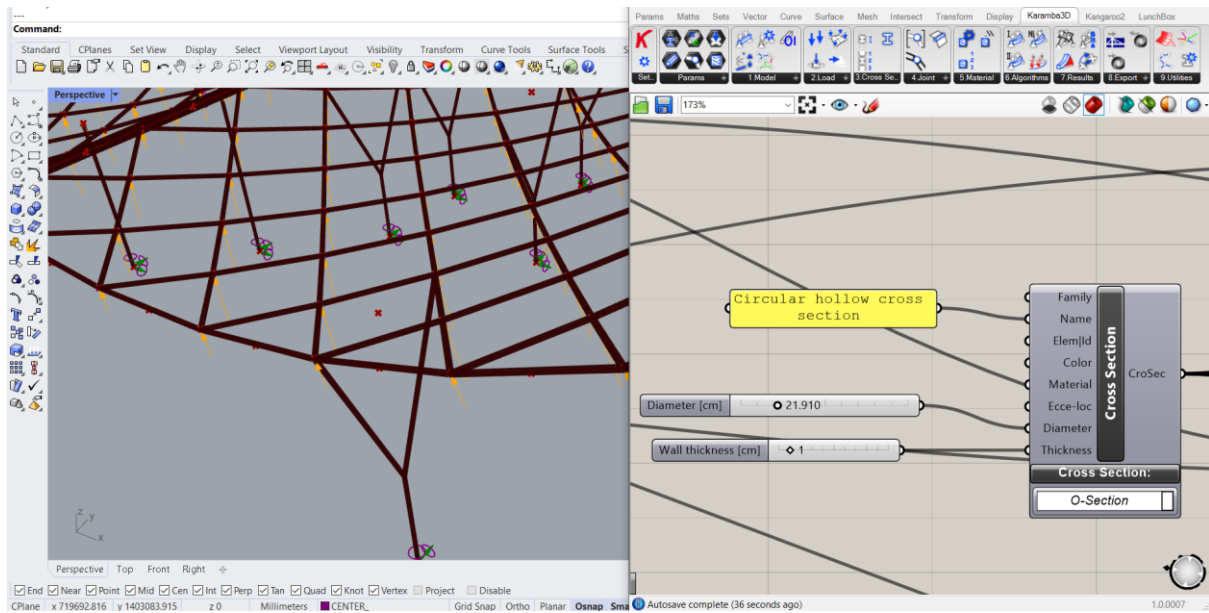 ---
Command:
Standard CPlanes Set View Display Select Viewport Layout Visibility Transform Curve Tools Surface Tools S
Perspective
z y
x
Perspective Top Front Right
End Near Point Mid Cen Int Perp Tan Quad Knot Vertex Project Disable
CPlane x 719692.816 y 1403083.915 z 0 Millimeters CENTER_ Grid Snap Ortho Planar Osnap Sma
Params Maths Sets Vector Curve Surface Mesh Intersect Transform Display Karamba3D Kangaroo2 LunchBox
Set.. Params 1.Model 2.Load 3.Cross Se.. 4.Joint 5.Material 6.Algorithms 7.Results 8.Export 9.Utilities
173%
Circular hollow cross
section
Diameter [cm] 21.910
Wall thickness [cm] 1
Family
Name
Elem|Id
Color
Material
Ecce-loc
Diameter
Thickness
Cross Section
CroSec
Cross Section:
O-Section
Autosave complete (36 seconds ago)
1.0.0007